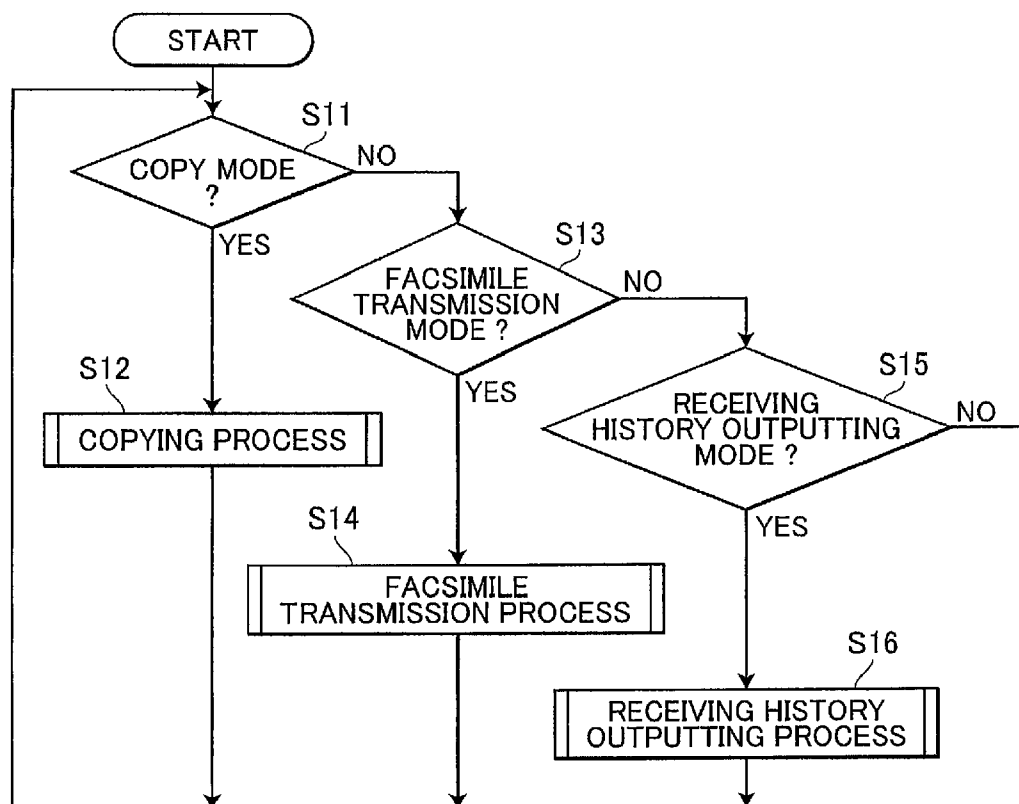 START
S11
COPY MODE
?
NO
YES
S13
FACSIMILE
TRANSMISSION
MODE ?
NO
YES
S12
COPYING PROCESS
S15
RECEIVING
HISTORY OUTPUTTING
MODE ?
NO
YES
S14
FACSIMILE
TRANSMISSION PROCESS
S16
RECEIVING HISTORY
OUTPUTTING PROCESS